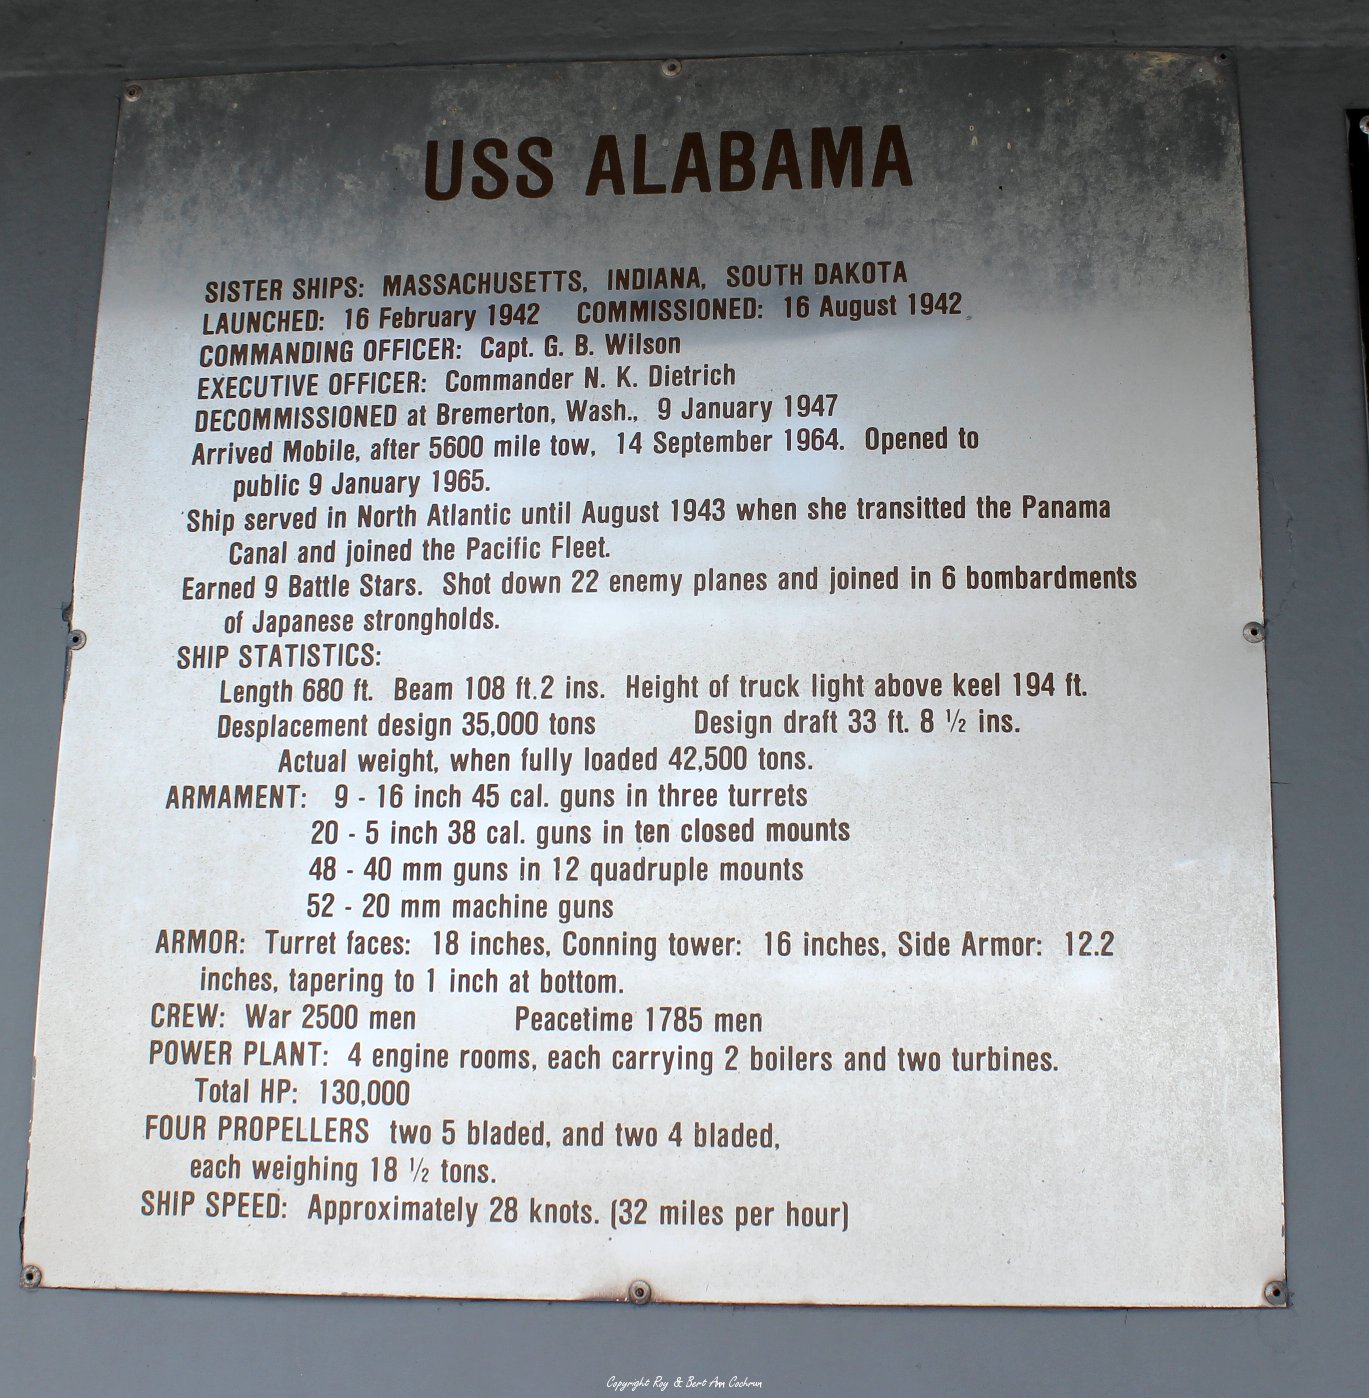 USS ALABAMA
SISTER SHIPS: MASSACHUSETTS, INDIANA, SOUTH DAKOTA
LAUNCHED: 16 February 1942 COMMISSIONED: 16 August 1942
COMMANDING OFFICER: Capt. G. B. Wilson
EXECUTIVE OFFICER: Commander N. K. Dietrich
DECOMMISSIONED at Bremerton, Wash., 9 January 1947
Arrived Mobile, after 5600 mile tow, 14 September 1964. Opened to
public 9 January 1965.
Ship served in North Atlantic until August 1943 when she transitted the Panama
Canal and joined the Pacific Fleet.
Earned 9 Battle Stars. Shot down 22 enemy planes and joined in 6 bombardments
of Japanese strongholds.
SHIP STATISTICS:
Length 680 ft. Beam 108 ft.2 ins. Height of truck light above keel 194 ft.
Desplacement design 35,000 tons Design draft 33 ft. 8 ½ ins.
Actual weight, when fully loaded 42,500 tons.
ARMAMENT: 9 - 16 inch 45 cal. guns in three turrets
20 - 5 inch 38 cal. guns in ten closed mounts
48 - 40 mm guns in 12 quadruple mounts
52 - 20 mm machine guns
ARMOR: Turret faces: 18 inches, Conning tower: 16 inches, Side Armor: 12.2
inches, tapering to 1 inch at bottom.
CREW: War 2500 men Peacetime 1785 men
POWER PLANT: 4 engine rooms, each carrying 2 boilers and two turbines.
Total HP: 130,000
FOUR PROPELLERS two 5 bladed, and two 4 bladed,
each weighing 18 ½ tons.
SHIP SPEED: Approximately 28 knots. (32 miles per hour)
Copyright Roy & Bert Ann Cochrun